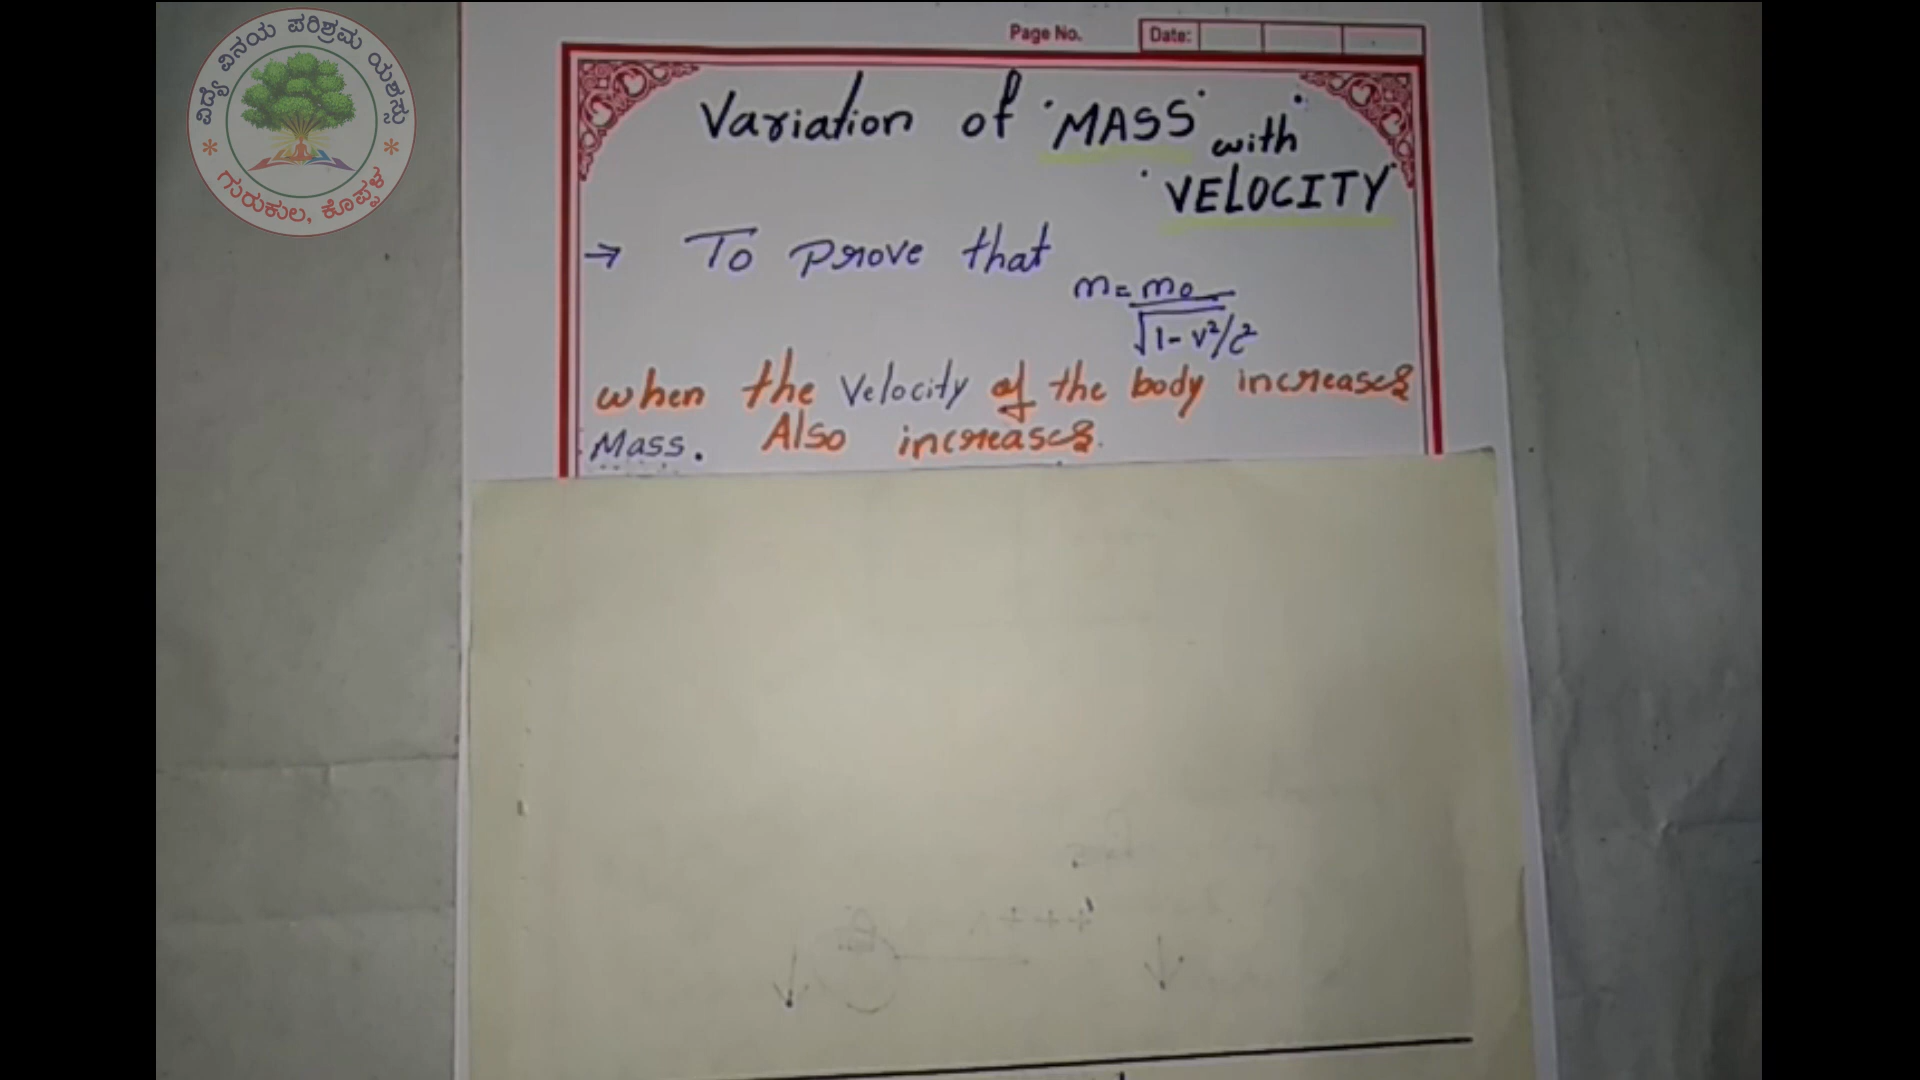 ವಿದ್ಯೆ ವಿನಯ ಪರಿಶ್ರಮ ಯಶಸ್ಸು
ಗುರುಕುಲ, ಕೊಪ್ಪಳ
Page No.
Date:
Variation of 'MASS' with
'VELOCITY'
→ To prove that
m = m₀/√1 - v²/c²
when the velocity of the body increases
Mass. Also increases.